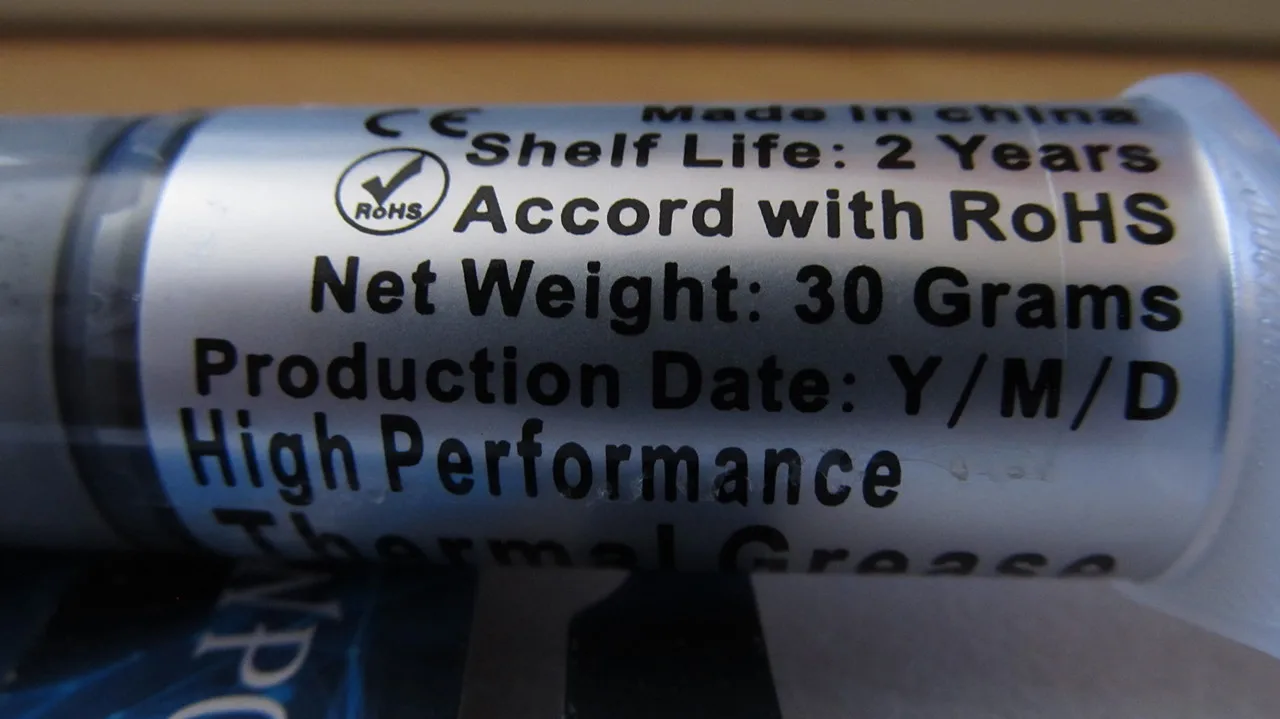 CE Made in china
Shelf Life: 2 Years
RoHS Accord with RoHS
Net Weight: 30 Grams
Production Date: Y/M/D
High Performance
Thermal Grease